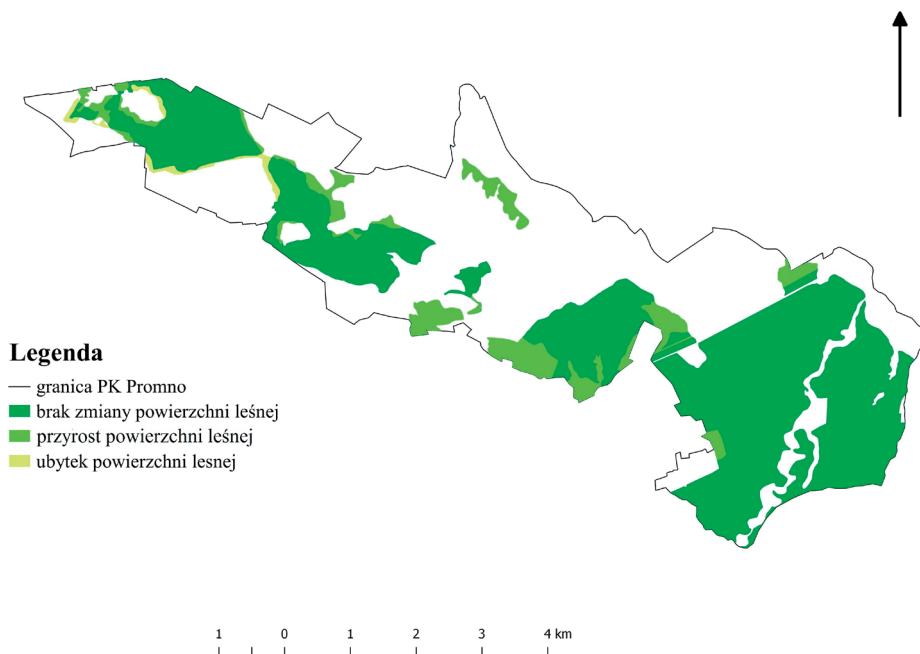 Legenda
granica PK Promno
brak zmiany powierzchni leśnej
przyrost powierzchni leśnej
ubytek powierzchni lesnej
1 0 1 2 3 4 km